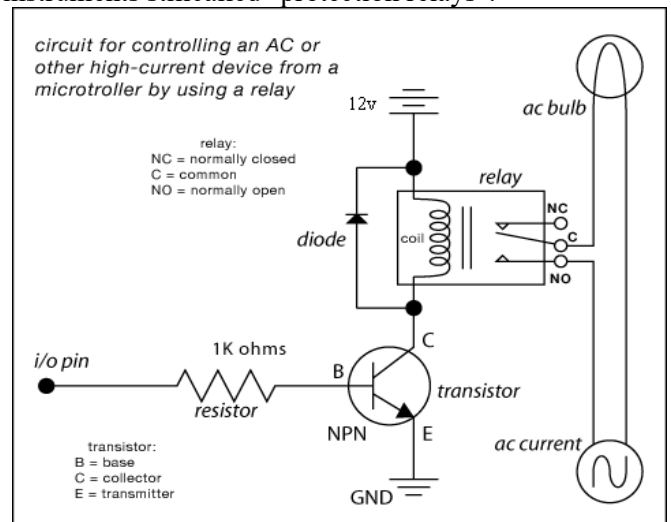 circuit for controlling an AC or
other high-current device from a
microtroller by using a relay
12v
ac bulb
relay:
NC = normally closed
C = common
NO = normally open
relay
NC
C
NO
coil
diode
i/o pin
1K ohms
resistor
B
C
E
NPN
transistor
transistor:
B = base
C = collector
E = transmitter
GND
ac current